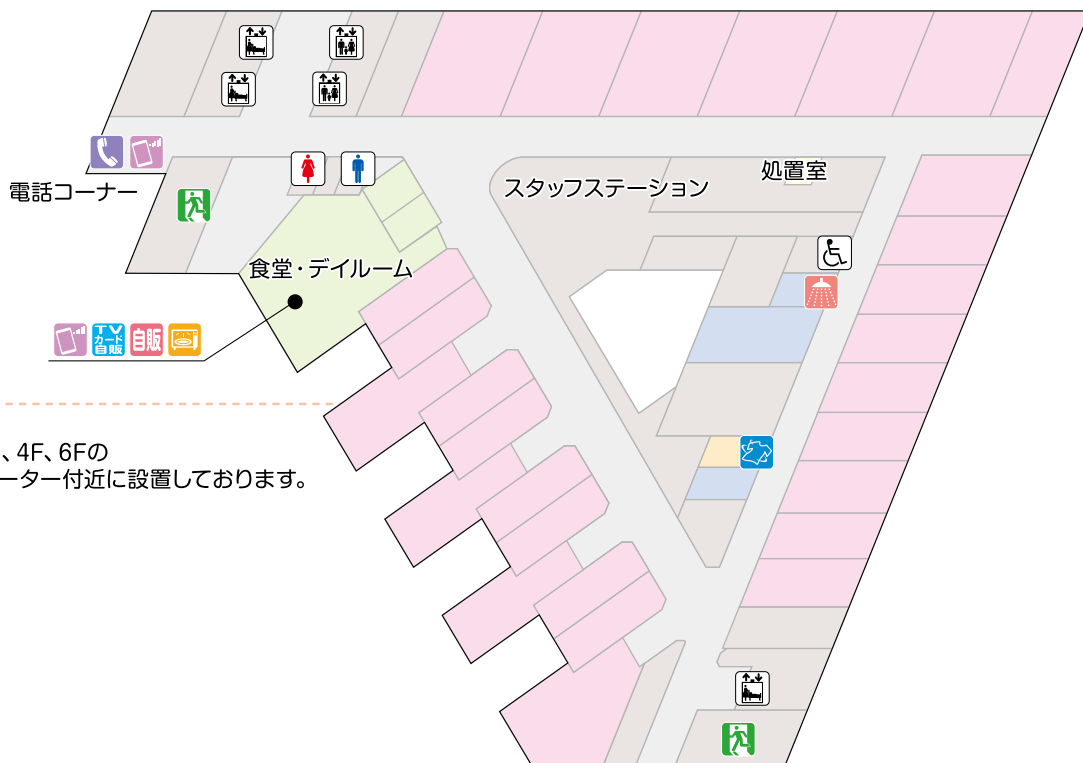 電話コーナー
スタッフステーション
処置室
食堂・デイルーム
TV
カード
自販
自販
、4F、6Fの
ーター付近に設置しております。